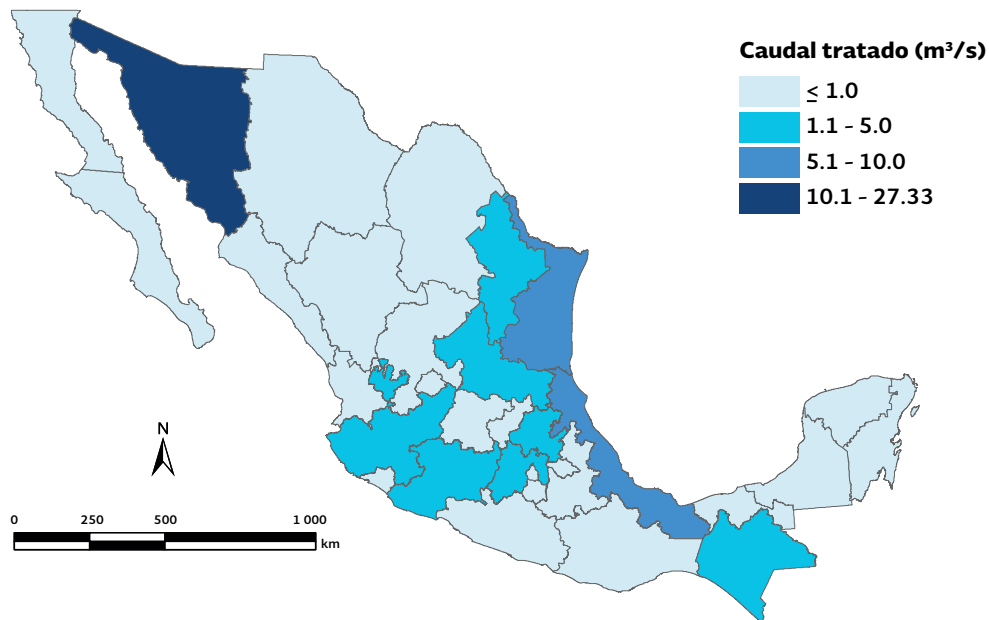 Caudal tratado (m³/s)
≤ 1.0
1.1 - 5.0
5.1 - 10.0
10.1 - 27.33
N
0 250 500 1 000
km